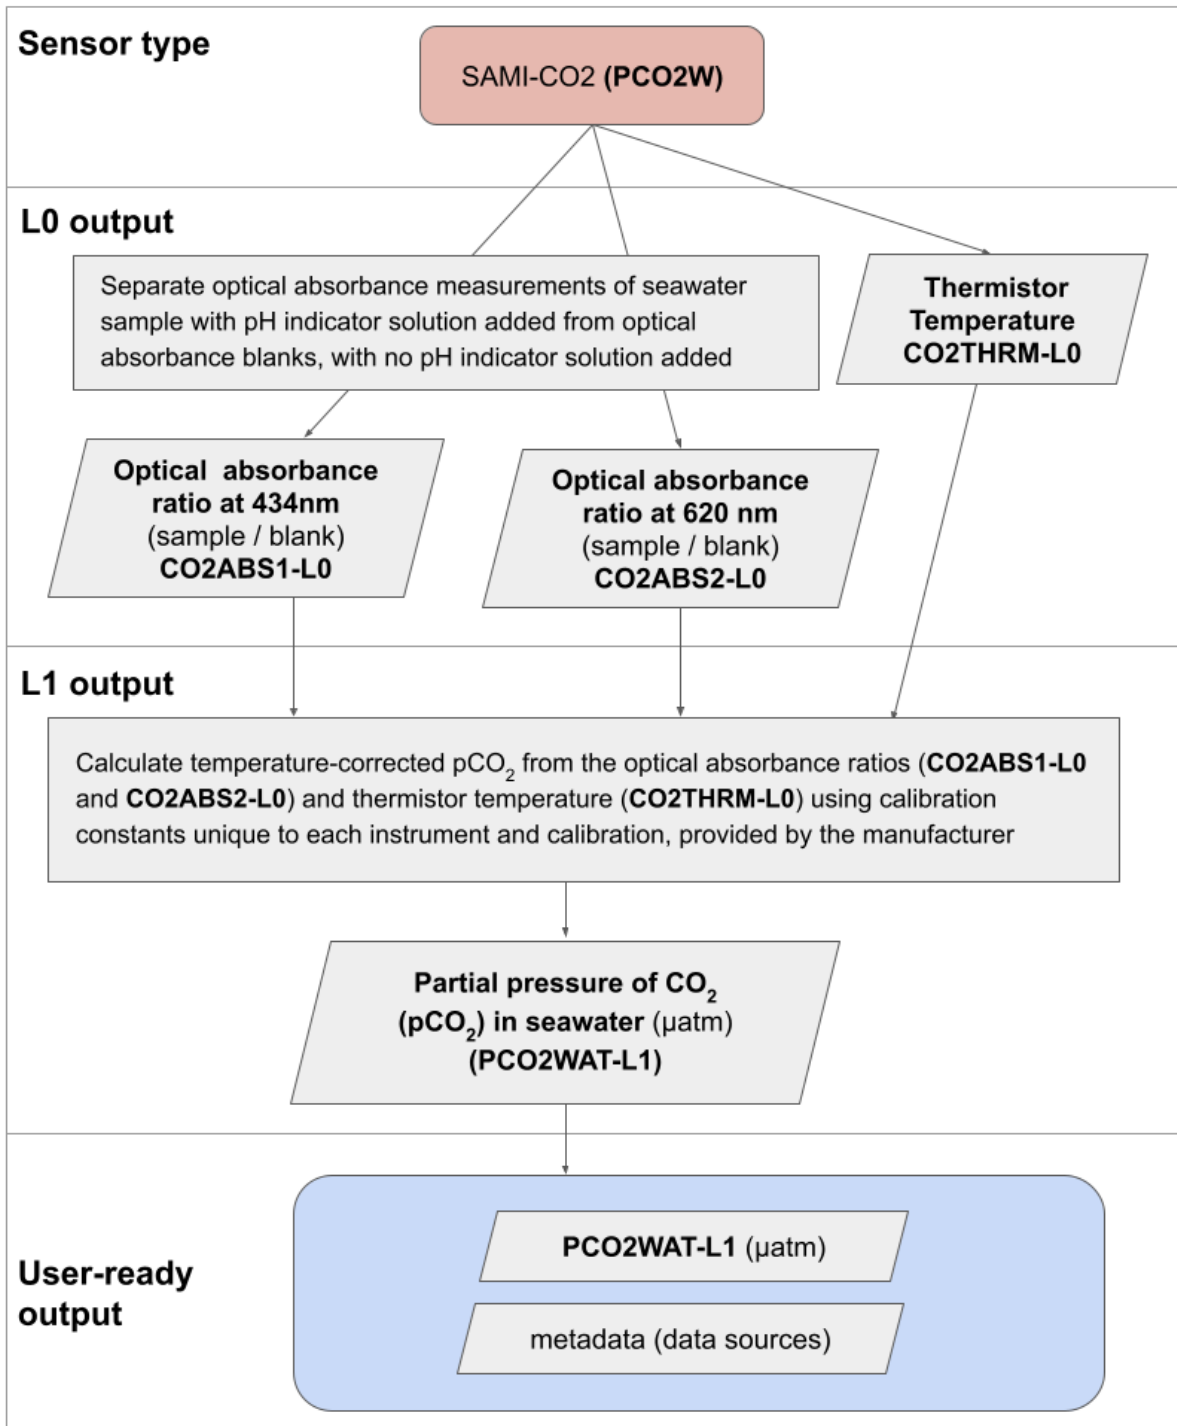 Sensor type
SAMI-CO2 (PCO2W)
L0 output
Separate optical absorbance measurements of seawater
sample with pH indicator solution added from optical
absorbance blanks, with no pH indicator solution added
Thermistor
Temperature
CO2THRM-L0
Optical absorbance
ratio at 434nm
(sample / blank)
CO2ABS1-L0
Optical absorbance
ratio at 620 nm
(sample / blank)
CO2ABS2-L0
L1 output
Calculate temperature-corrected pCO₂ from the optical absorbance ratios (CO2ABS1-L0
and CO2ABS2-L0) and thermistor temperature (CO2THRM-L0) using calibration
constants unique to each instrument and calibration, provided by the manufacturer
Partial pressure of CO₂
(pCO₂) in seawater (µatm)
(PCO2WAT-L1)
User-ready
output
PCO2WAT-L1 (µatm)
metadata (data sources)